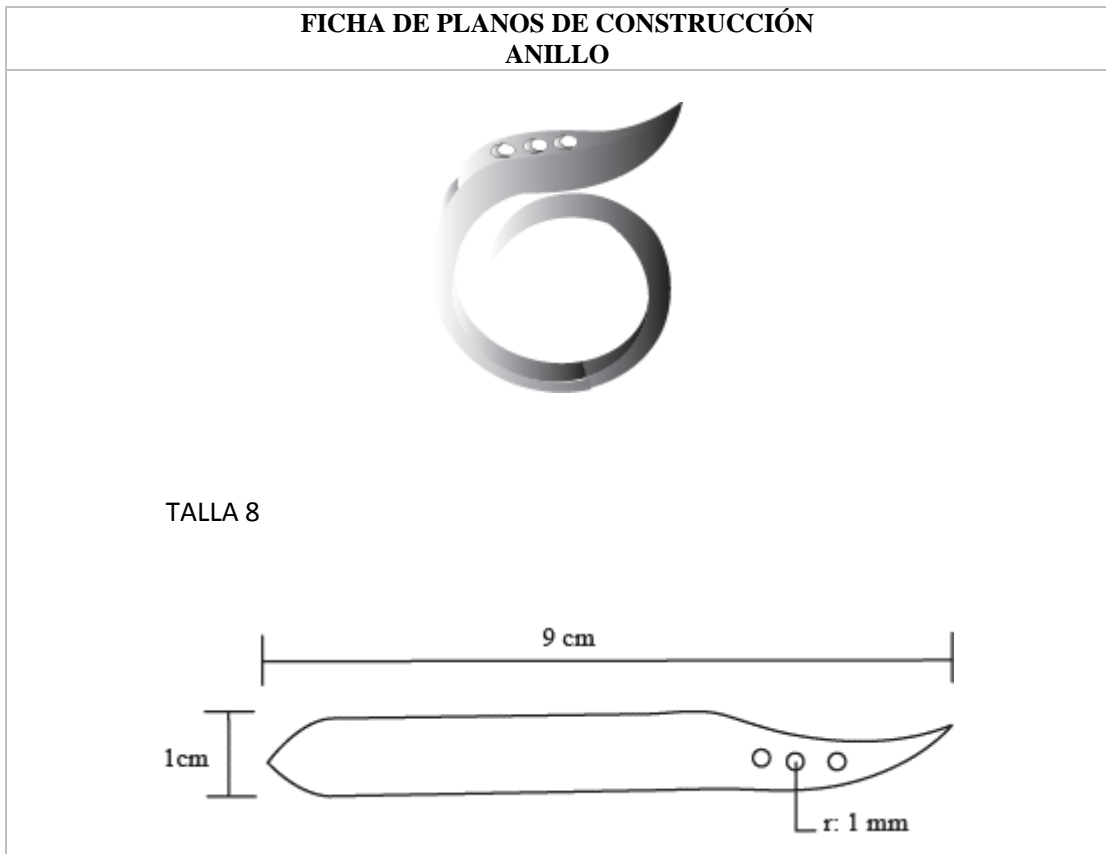 FICHA DE PLANOS DE CONSTRUCCIÓN
ANILLO
TALLA 8
9 cm
1cm
r: 1 mm